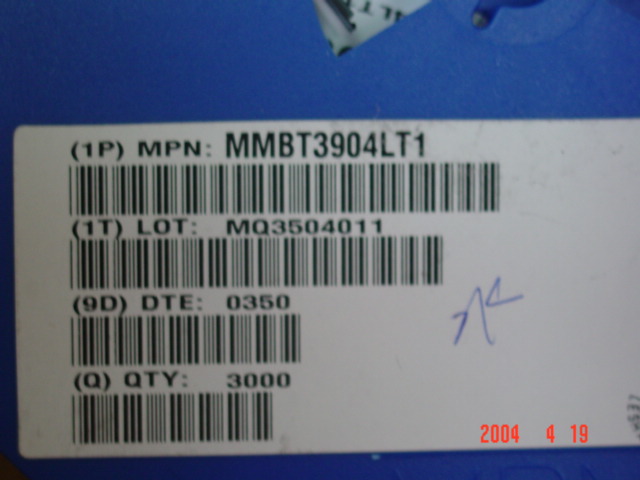 (1P) MPN: MMBT3904LT1
(1T) LOT: MQ3504011
(9D) DTE: 0350
(Q) QTY: 3000
2004 4 19